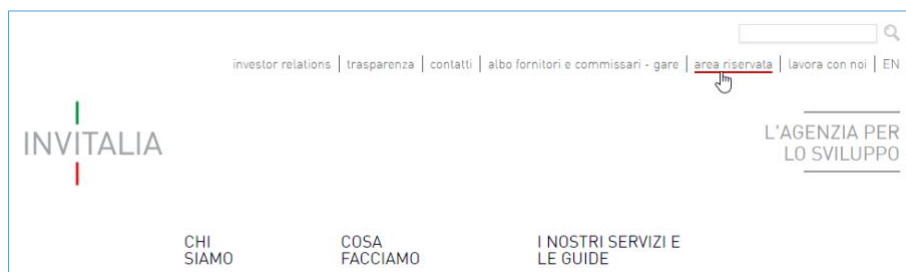 investor relations | trasparenza | contatti | albo fornitori e commissari - gare | area riservata | lavora con noi | EN
INVITALIA
L'AGENZIA PER
LO SVILUPPO
CHI
SIAMO
COSA
FACCIAMO
I NOSTRI SERVIZI E
LE GUIDE